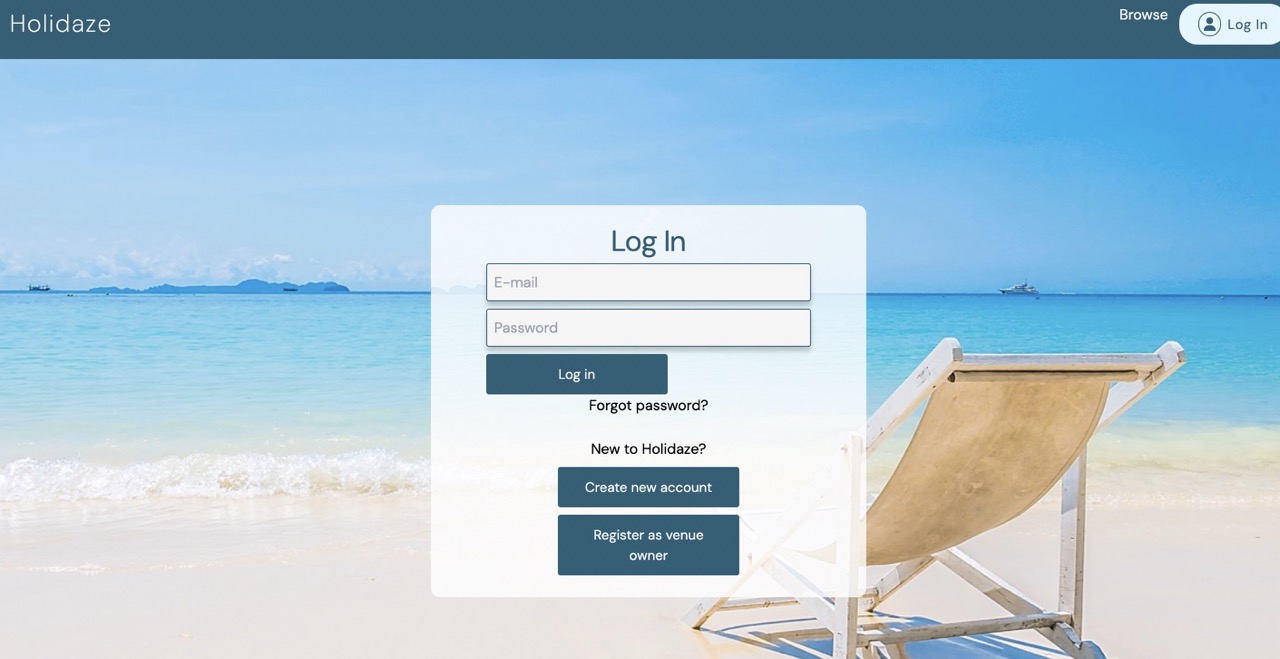 Holidaze
Browse
Log In
Log In
E-mail
Password
Log in
Forgot password?
New to Holidaze?
Create new account
Register as venue
owner